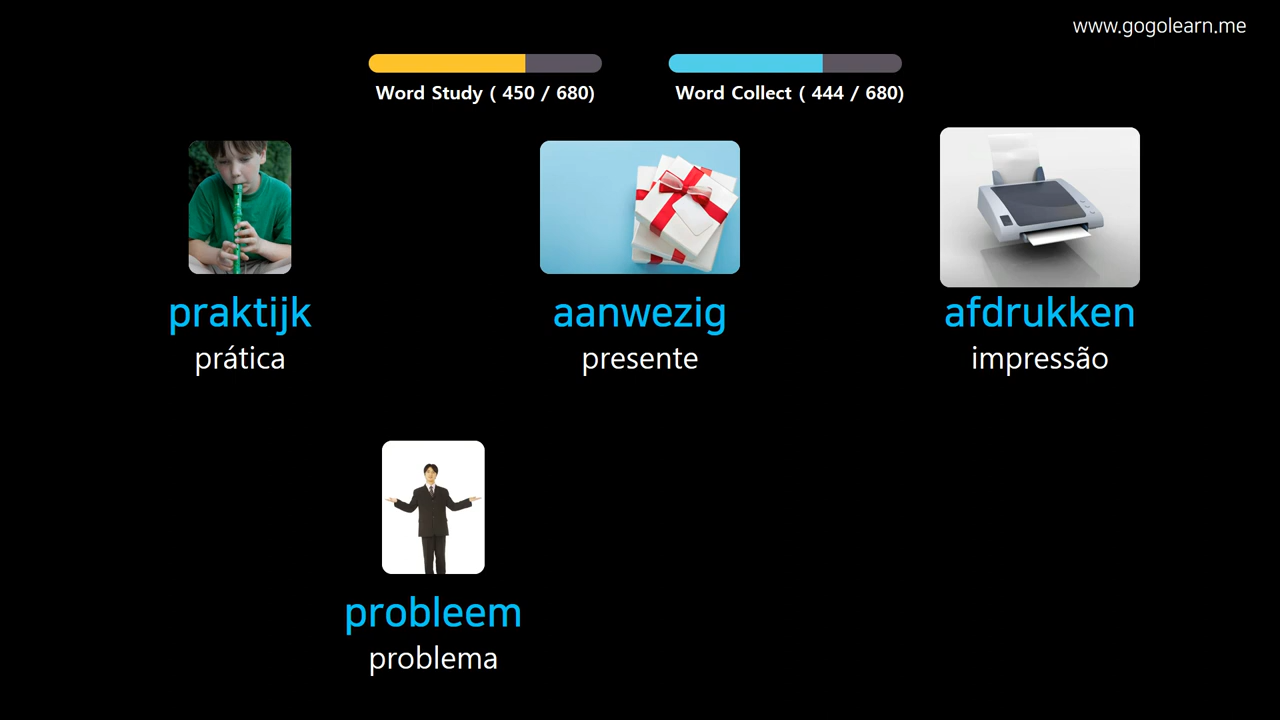 www.gogolearn.me
Word Study ( 450 / 680)
Word Collect ( 444 / 680)
praktijk
prática
aanwezig
presente
afdrukken
impressão
probleem
problema